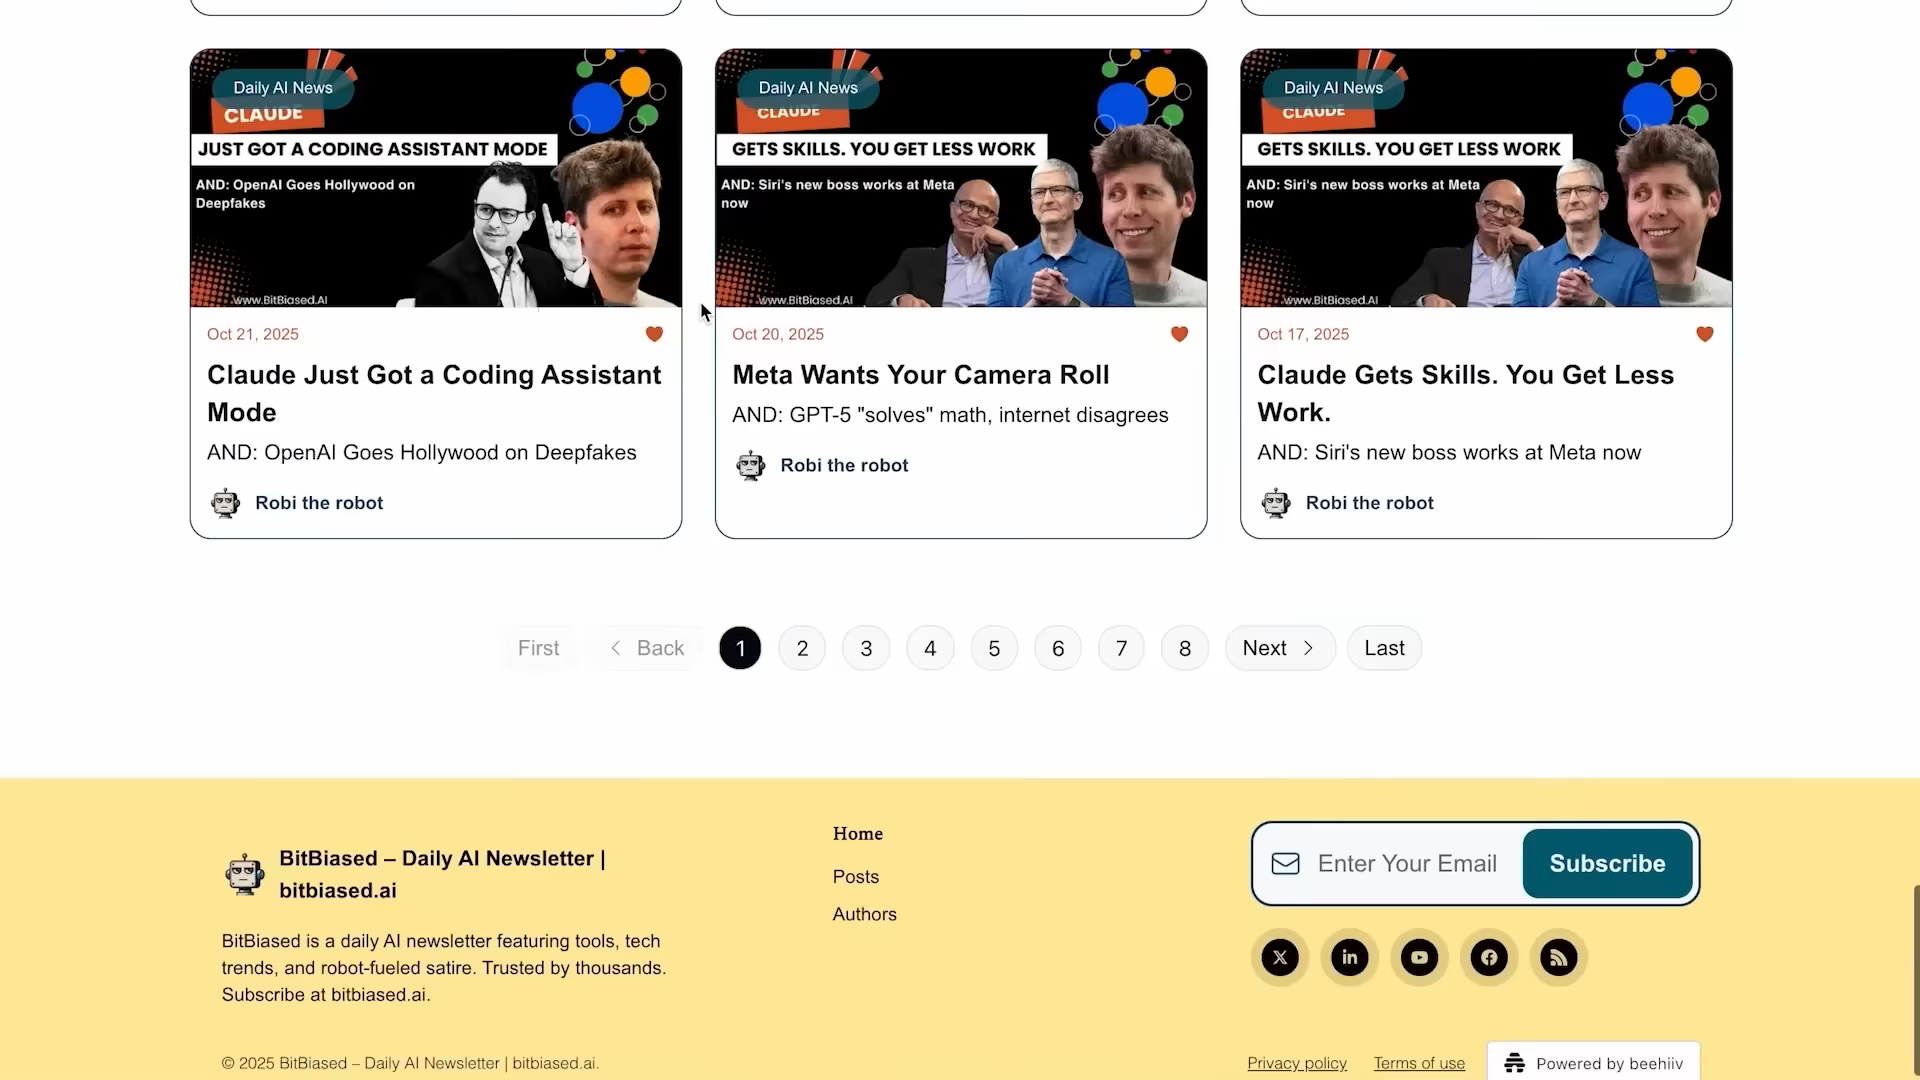 Daily AI News
CLAUDE
JUST GOT A CODING ASSISTANT MODE
AND: OpenAI Goes Hollywood on
Deepfakes
www.BitBiased.AI
Oct 21, 2025
Claude Just Got a Coding Assistant
Mode
AND: OpenAI Goes Hollywood on Deepfakes
Robi the robot
Daily AI News
CLAUDE
GETS SKILLS. YOU GET LESS WORK
AND: Siri's new boss works at Meta
now
www.BitBiased.AI
Oct 20, 2025
Meta Wants Your Camera Roll
AND: GPT-5 "solves" math, internet disagrees
Robi the robot
Daily AI News
CLAUDE
GETS SKILLS. YOU GET LESS WORK
AND: Siri's new boss works at Meta
now
www.BitBiased.AI
Oct 17, 2025
Claude Gets Skills. You Get Less
Work.
AND: Siri's new boss works at Meta now
Robi the robot
First Back 1 2 3 4 5 6 7 8 Next Last
BitBiased – Daily AI Newsletter |
bitbiased.ai
BitBiased is a daily AI newsletter featuring tools, tech
trends, and robot-fueled satire. Trusted by thousands.
Subscribe at bitbiased.ai.
Home
Posts
Authors
Enter Your Email Subscribe
© 2025 BitBiased – Daily AI Newsletter | bitbiased.ai.
Privacy policy Terms of use Powered by beehiiv